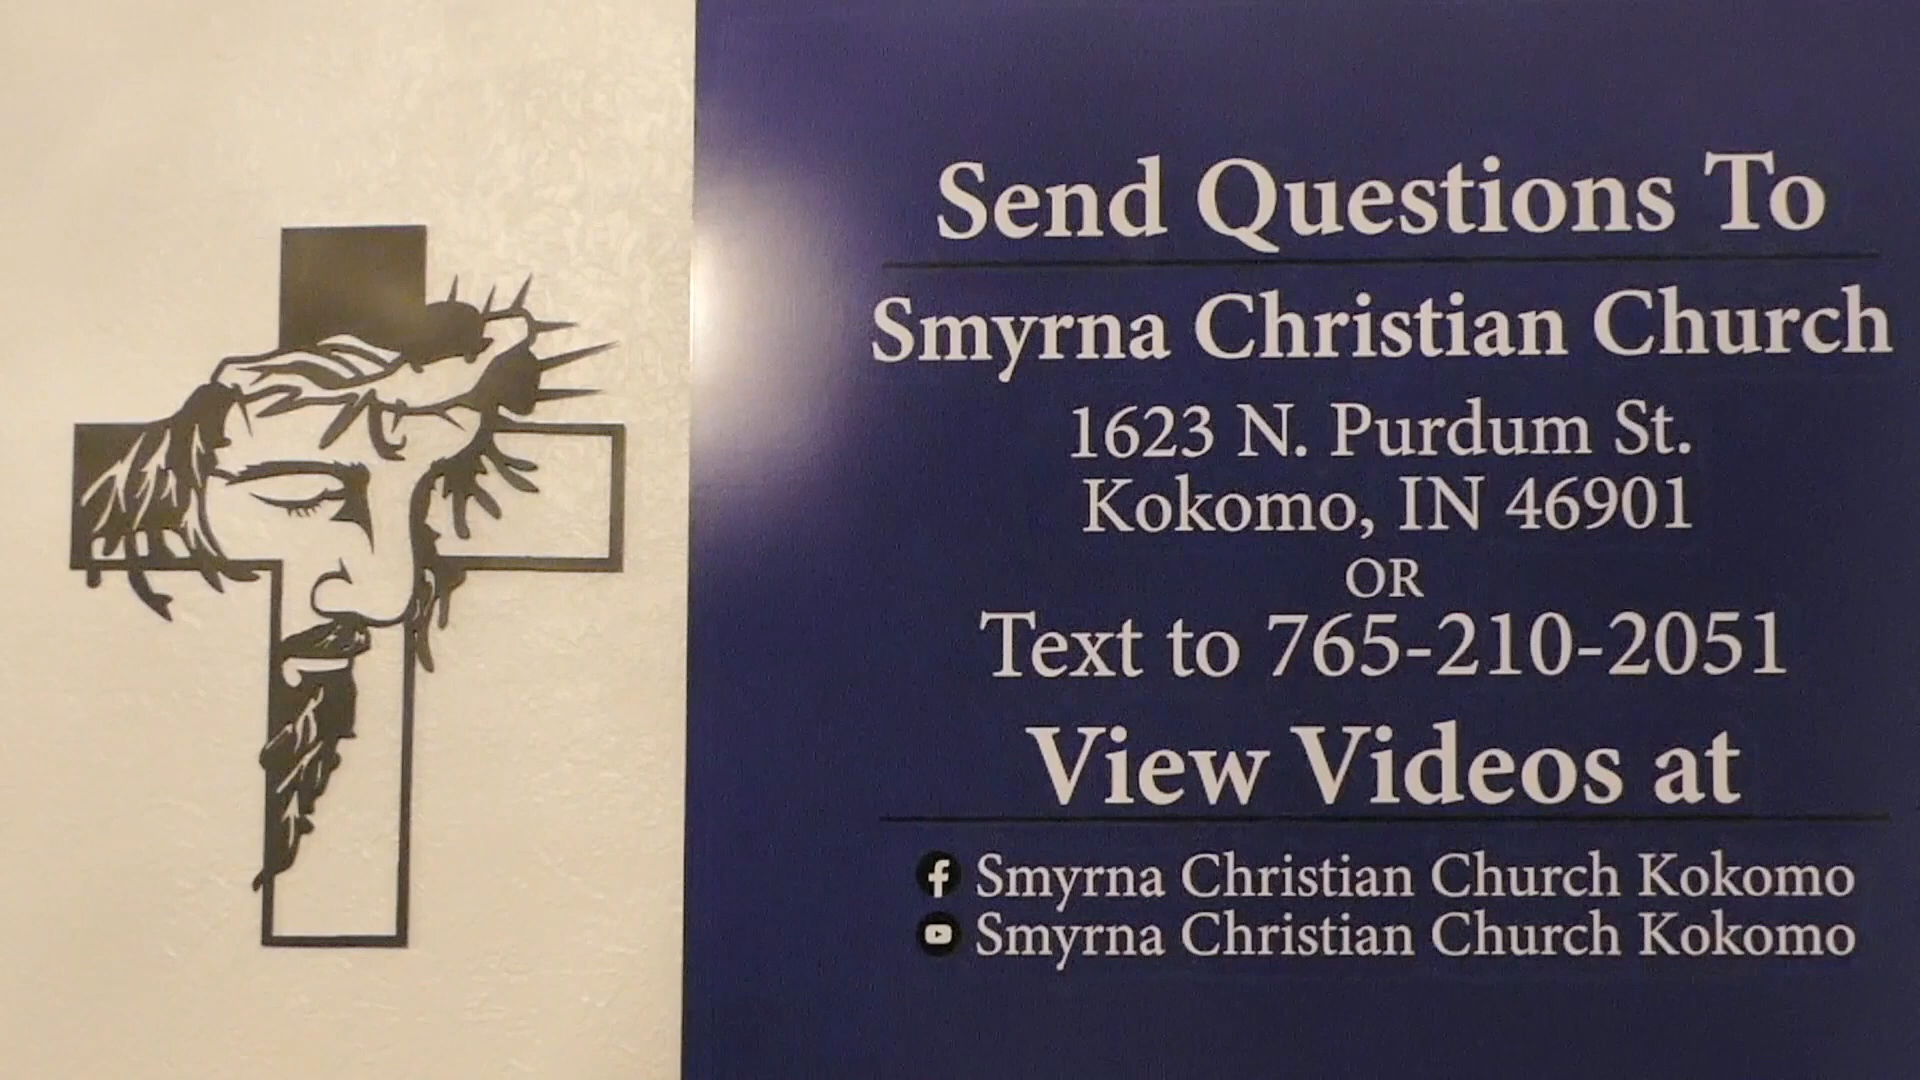 Send Questions To
Smyrna Christian Church
1623 N. Purdum St.
Kokomo, IN 46901
OR
Text to 765-210-2051
View Videos at
Smyrna Christian Church Kokomo
Smyrna Christian Church Kokomo